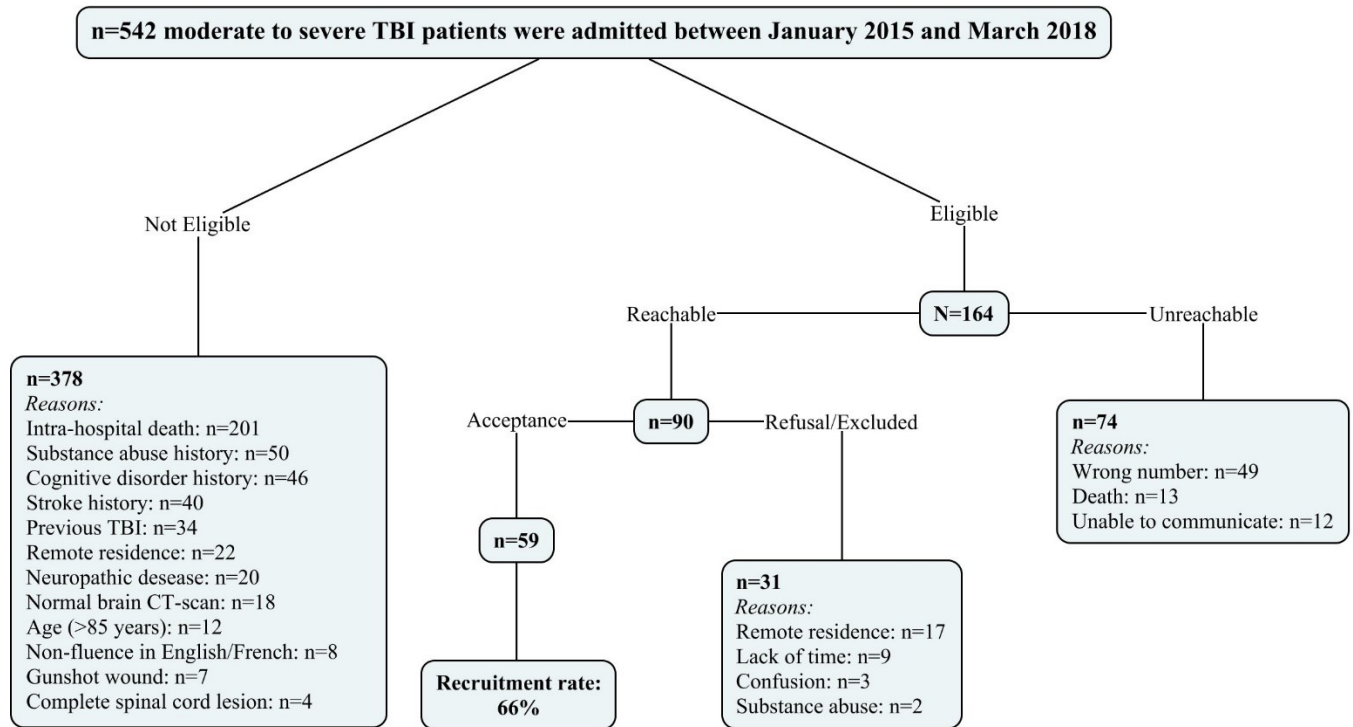 n=542 moderate to severe TBI patients were admitted between January 2015 and March 2018
Not Eligible
Eligible
N=164
Reachable
Unreachable
n=378
Reasons:
Intra-hospital death: n=201
Substance abuse history: n=50
Cognitive disorder history: n=46
Stroke history: n=40
Previous TBI: n=34
Remote residence: n=22
Neuropathic desease: n=20
Normal brain CT-scan: n=18
Age (>85 years): n=12
Non-fluence in English/French: n=8
Gunshot wound: n=7
Complete spinal cord lesion: n=4
n=90
Acceptance
Refusal/Excluded
n=59
Recruitment rate:
66%
n=31
Reasons:
Remote residence: n=17
Lack of time: n=9
Confusion: n=3
Substance abuse: n=2
n=74
Reasons:
Wrong number: n=49
Death: n=13
Unable to communicate: n=12